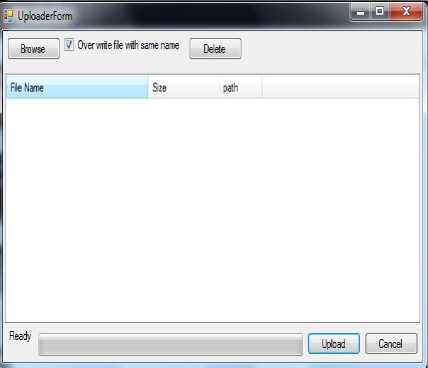 UploaderForm
Browse Over write file with same name Delete
File Name Size path
Ready Upload Cancel